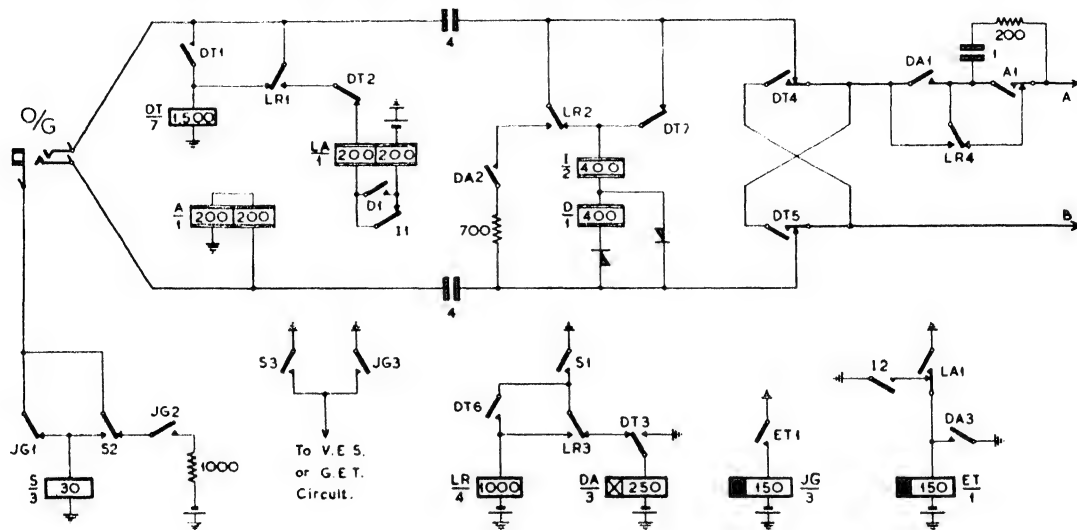 4
DT1
200
1
DT2
DA1
A1
A
O/G
DT/7
1,500
LR1
LR2
DT7
DT4
LR4
LA/1
200
200
DA2
I/2
400
A/1
200
200
D1
I1
700
D/1
400
DT5
B
4
S3
JG3
S1
I2
LA1
JG1
S2
JG2
DT6
LR3
DT3
ET1
DA3
1000
To V.E.S.
or G.E.T.
Circuit.
S/3
30
LR/4
1000
DA/3
250
150
JG/3
150
ET/1